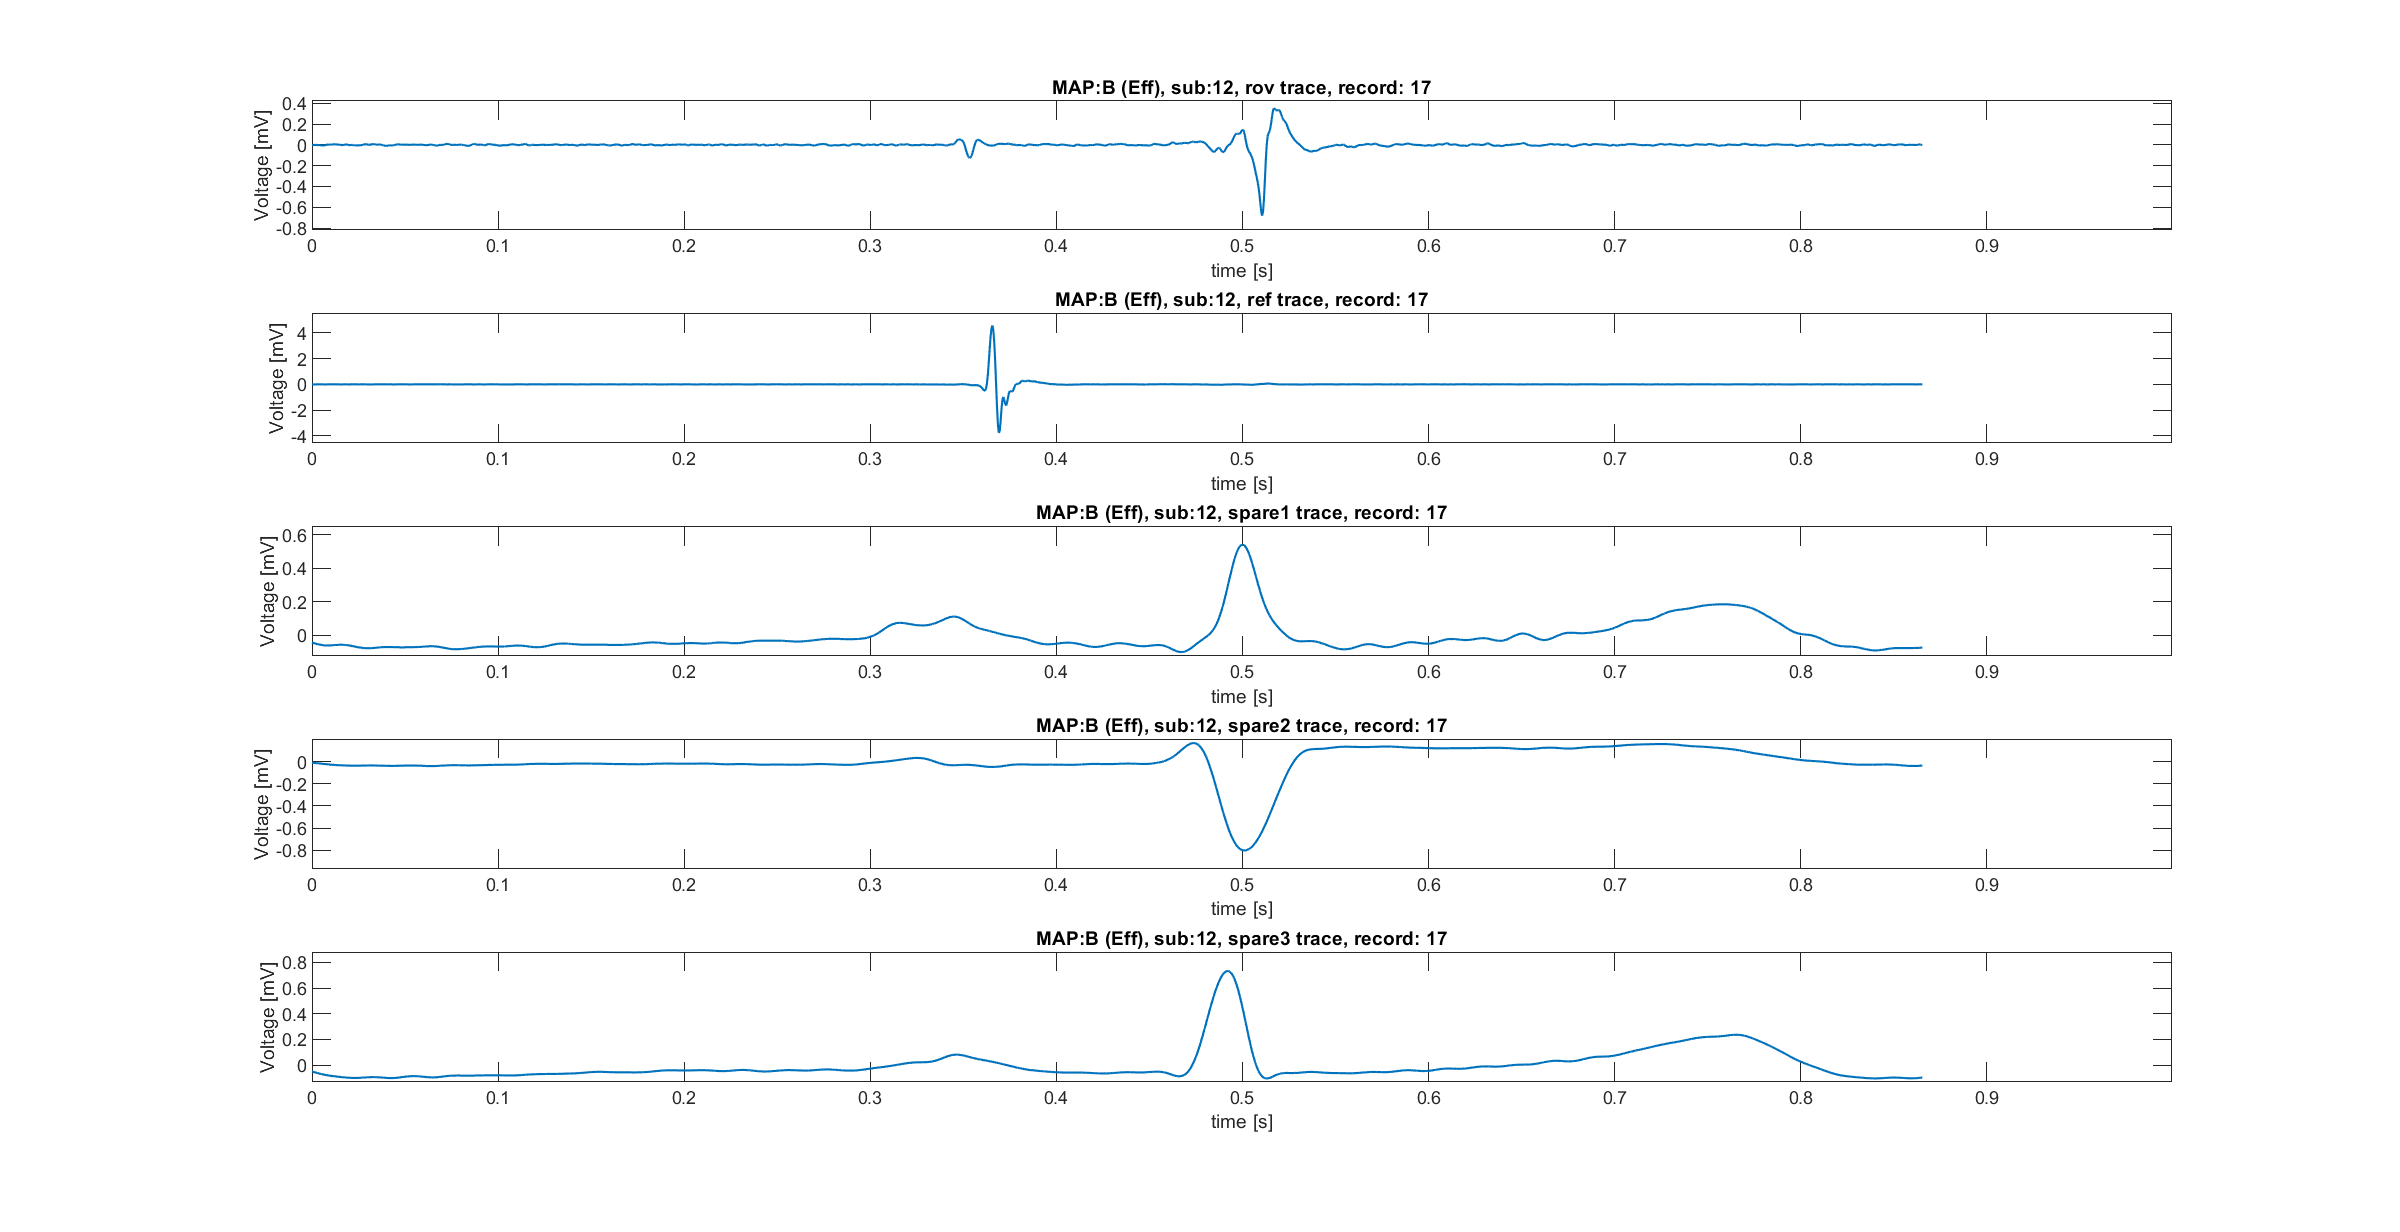 MAP:B (Eff), sub:12, rov trace, record: 17
Voltage [mV]
0.4
0.2
0
-0.2
-0.4
-0.6
-0.8
0 0.1 0.2 0.3 0.4 0.5 0.6 0.7 0.8 0.9
time [s]
MAP:B (Eff), sub:12, ref trace, record: 17
Voltage [mV]
4
2
0
-2
-4
0 0.1 0.2 0.3 0.4 0.5 0.6 0.7 0.8 0.9
time [s]
MAP:B (Eff), sub:12, spare1 trace, record: 17
Voltage [mV]
0.6
0.4
0.2
0
0 0.1 0.2 0.3 0.4 0.5 0.6 0.7 0.8 0.9
time [s]
MAP:B (Eff), sub:12, spare2 trace, record: 17
Voltage [mV]
0
-0.2
-0.4
-0.6
-0.8
0 0.1 0.2 0.3 0.4 0.5 0.6 0.7 0.8 0.9
time [s]
MAP:B (Eff), sub:12, spare3 trace, record: 17
Voltage [mV]
0.8
0.6
0.4
0.2
0
0 0.1 0.2 0.3 0.4 0.5 0.6 0.7 0.8 0.9
time [s]